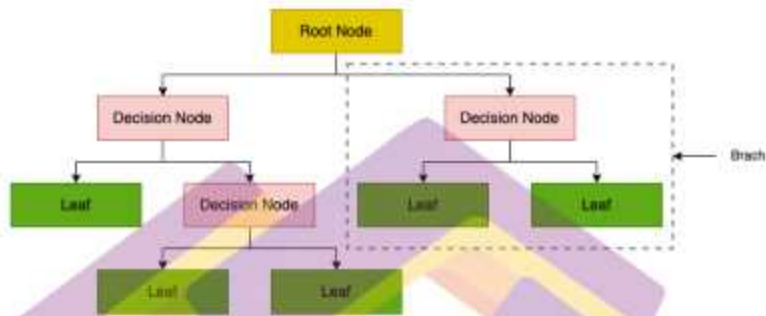 Root Node
Decision Node
Decision Node
Brach
Leaf
Decision Node
Leaf
Leaf
Leaf
Leaf